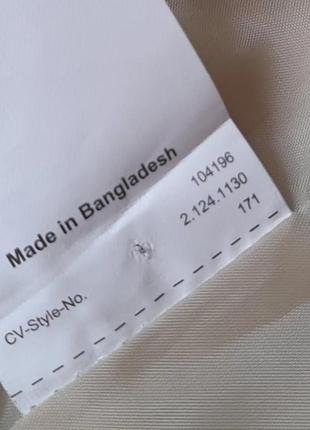 Made in Bangladesh
104196
CV-Style-No. 2.124.1130
171